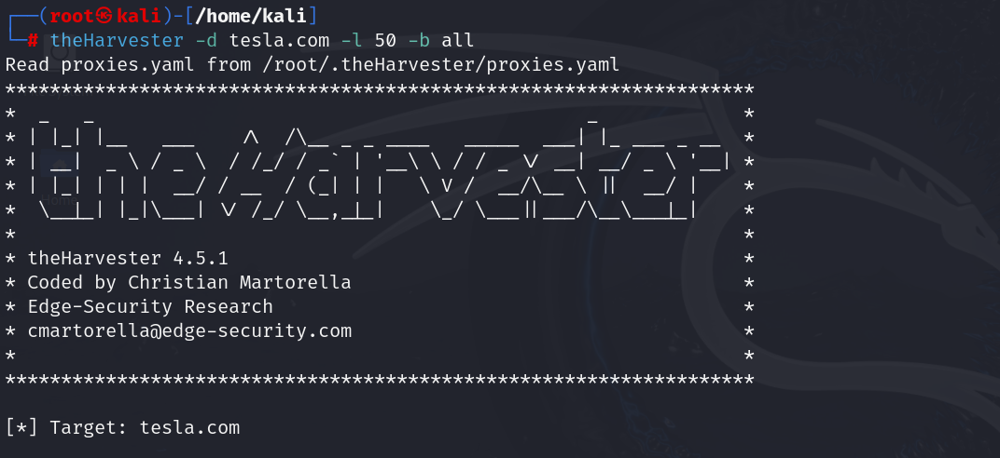 ┌──(root㉿kali)-[/home/kali]
└─# theHarvester -d tesla.com -l 50 -b all
Read proxies.yaml from /root/.theHarvester/proxies.yaml
*******************************************************************
*  _   _                                            _             *
* | |_| |__   ___    /\  /\__ _ _ ____   _____  ___| |_ ___ _ __  *
* | __|  _ \ / _ \  / /_/ / _` | '__\ \ / / _ \/ __| __/ _ \ '__| *
* | |_| | | |  __/ / __  / (_| | |   \ V /  __/\__ \ ||  __/ |    *
*  \__|_| |_|\___| \/ /_/ \__,_|_|    \_/ \___||___/\__\___|_|    *
*                                                                 *
* theHarvester 4.5.1                                              *
* Coded by Christian Martorella                                   *
* Edge-Security Research                                          *
* cmartorella@edge-security.com                                   *
*                                                                 *
*******************************************************************
[*] Target: tesla.com